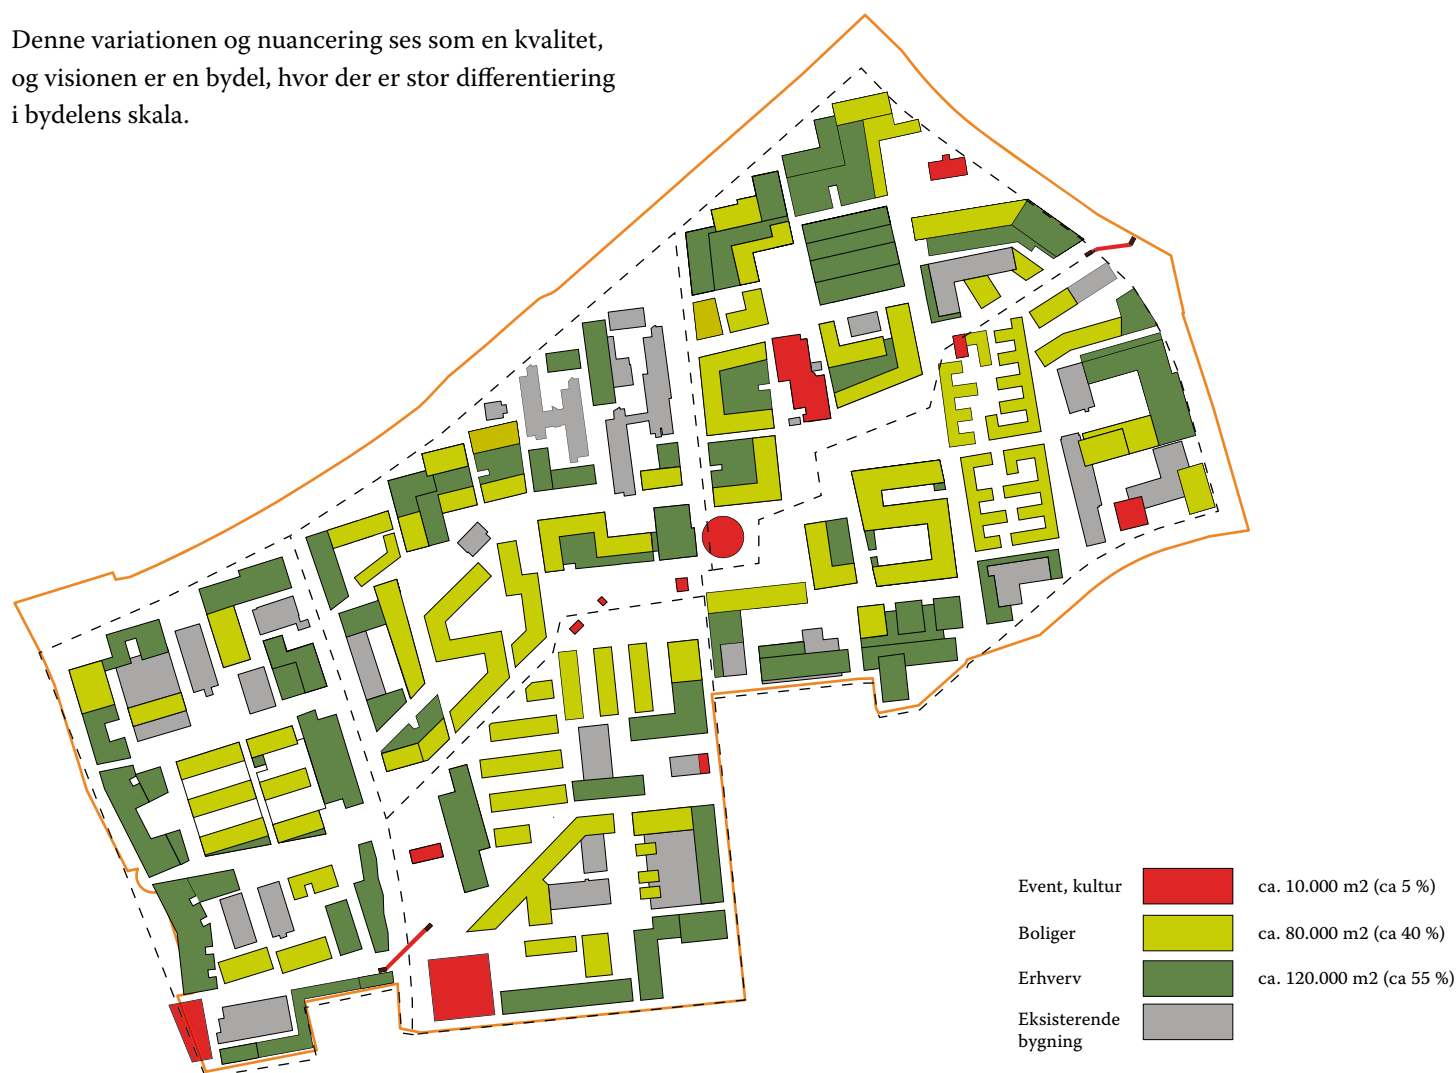 Denne variationen og nuancering ses som en kvalitet,
og visionen er en bydel, hvor der er stor differentiering
i bydelens skala.
Event, kultur ca. 10.000 m2 (ca 5 %)
Boliger ca. 80.000 m2 (ca 40 %)
Erhverv ca. 120.000 m2 (ca 55 %)
Eksisterende
bygning